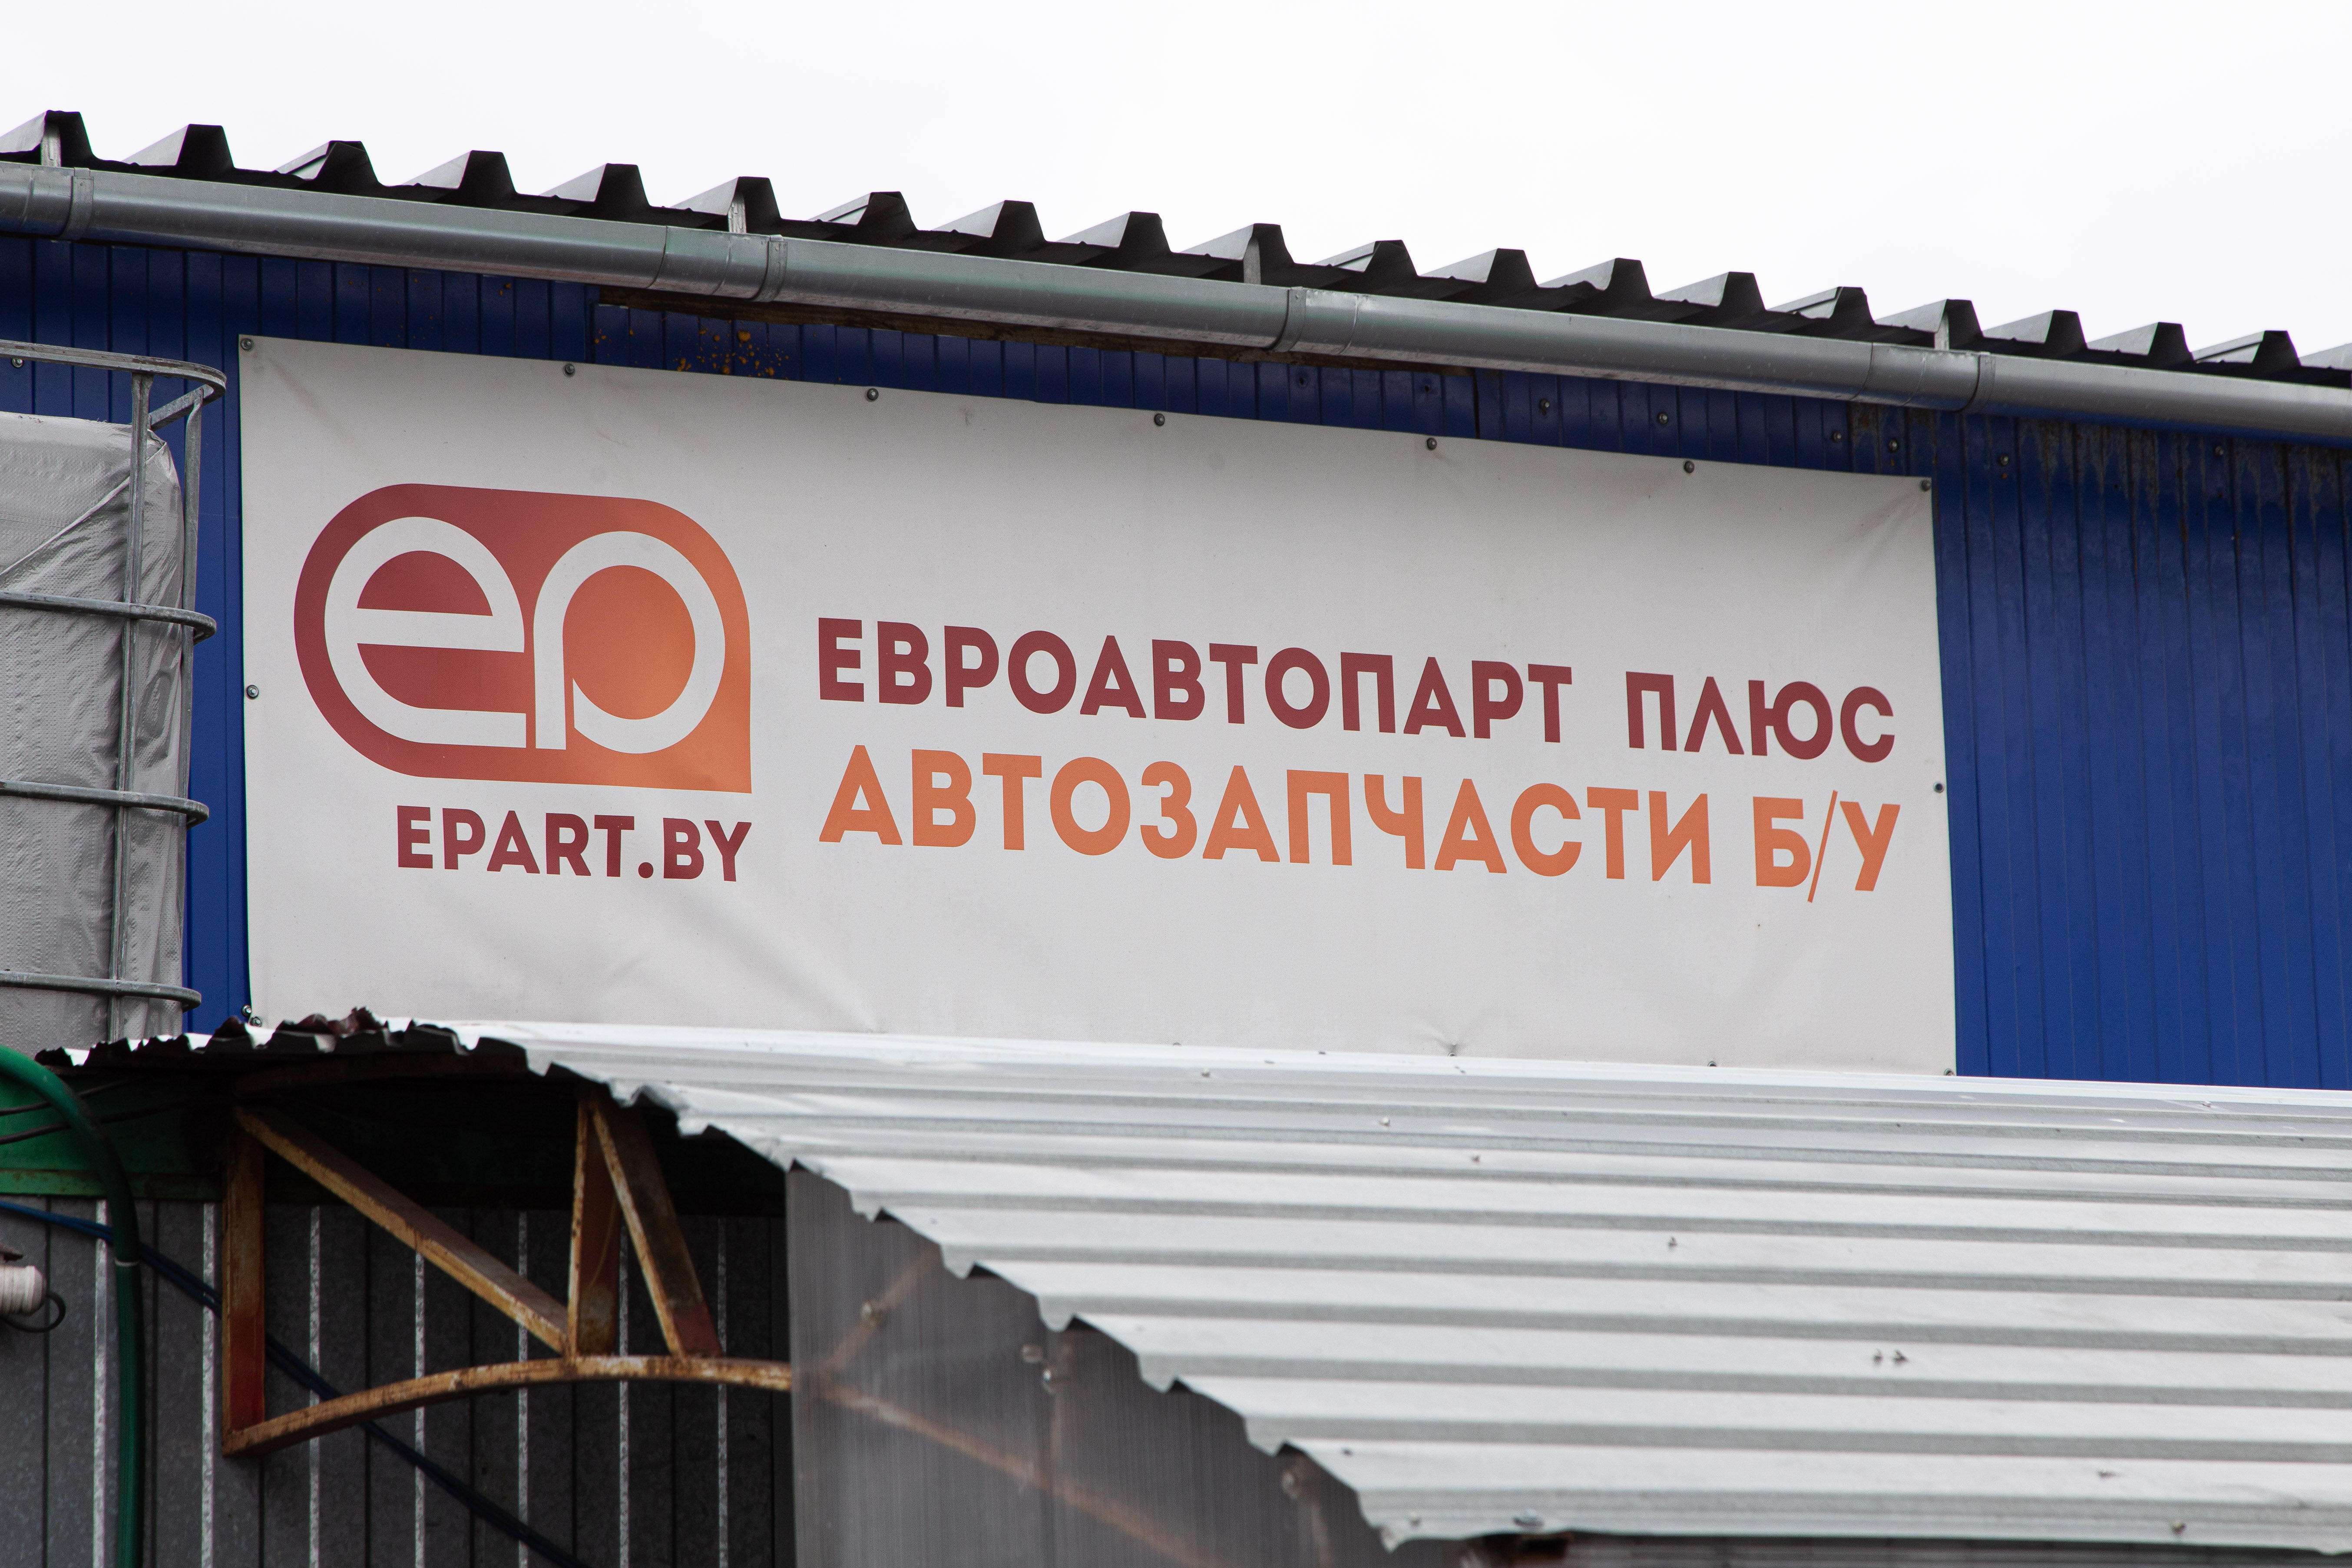 ep
EPART.BY
ЕВРОАВТОПАРТ ПЛЮС
АВТОЗАПЧАСТИ Б/У